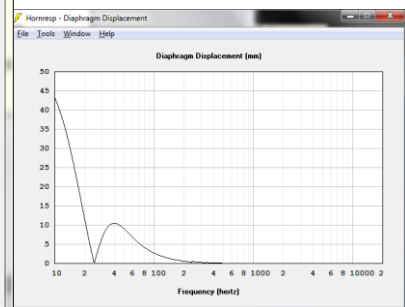 Hornresp - Diaphragm Displacement
File Tools Window Help
Diaphragm Displacement (mm)
50
45
40
35
30
25
20
15
10
5
0
10 2 4 6 8 100 2 4 6 8 1000 2 4 6 8 10000 2
Frequency (hertz)